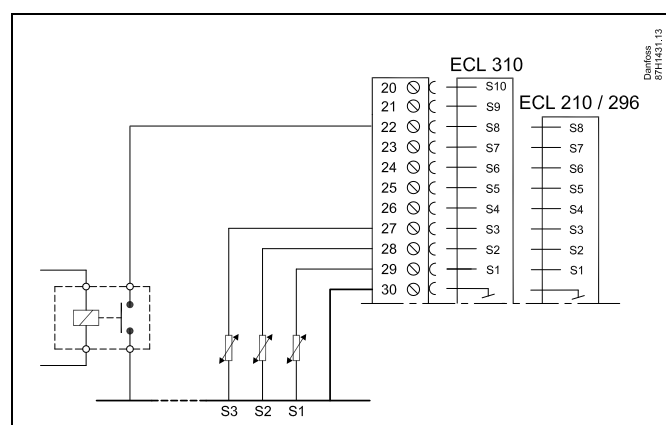 Danfoss
87H1431.13
ECL 310
ECL 210 / 296
20 S10
21 S9
22 S8 S8
23 S7 S7
24 S6 S6
25 S5 S5
26 S4 S4
27 S3 S3
28 S2 S2
29 S1 S1
30
S3 S2 S1